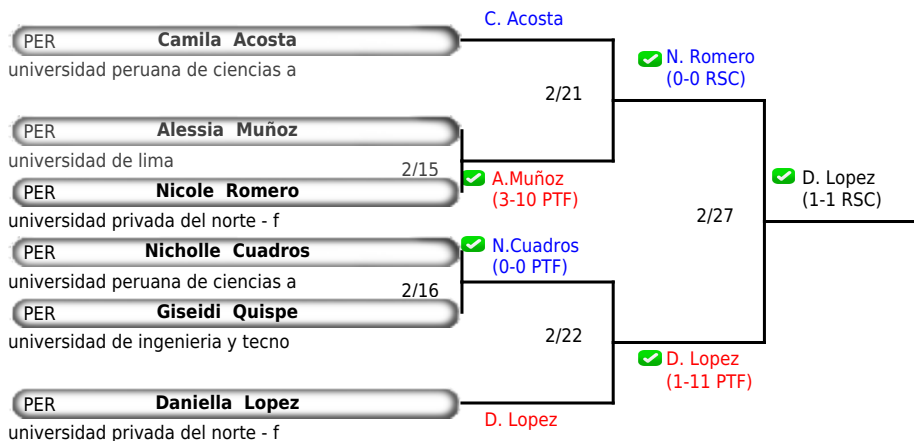 C. Acosta
PER Camila Acosta
universidad peruana de ciencias a
N. Romero
(0-0 RSC)
2/21
PER Alessia Muñoz
universidad de lima
2/15
A.Muñoz
(3-10 PTF)
PER Nicole Romero
universidad privada del norte - f
D. Lopez
(1-1 RSC)
2/27
PER Nicholle Cuadros
N.Cuadros
(0-0 PTF)
universidad peruana de ciencias a
2/16
PER Giseidi Quispe
universidad de ingenieria y tecno
2/22
D. Lopez
(1-11 PTF)
PER Daniella Lopez
D. Lopez
universidad privada del norte - f